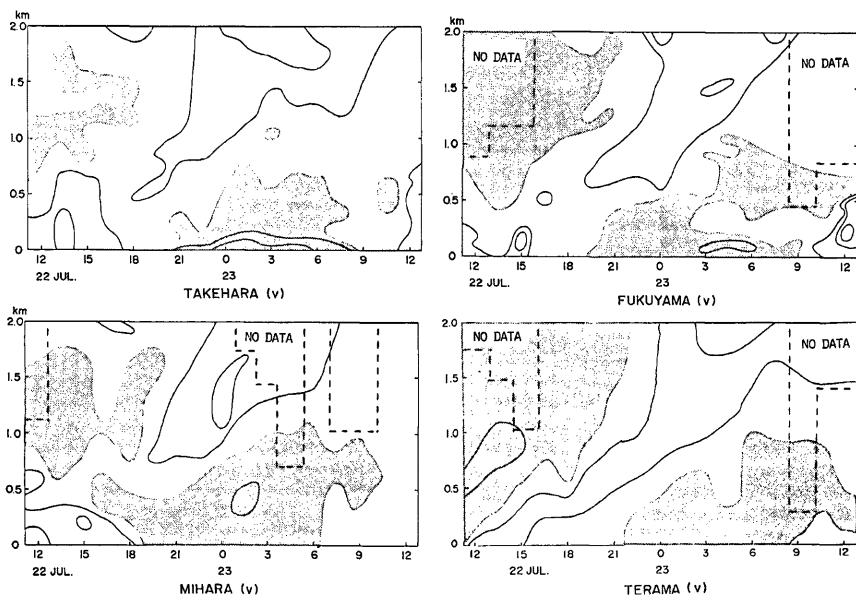 km
2.0
1.5
1.0
0.5
0
12 15 18 21 0 3 6 9 12
22 JUL. 23
TAKEHARA (v)
km
2.0
1.5
1.0
0.5
0
NO DATA
NO DATA
12 15 18 21 0 3 6 9 12
22 JUL. 23
FUKUYAMA (v)
km
2.0
1.5
1.0
0.5
0
NO DATA
11 12 15 18 21 0 3 6 9 12
22 JUL. 23
MIHARA (v)
2.0
1.5
1.0
0.5
0
NO DATA
NO DATA
12 15 18 21 0 3 6 9 12
22 JUL. 23
TERAMA (v)